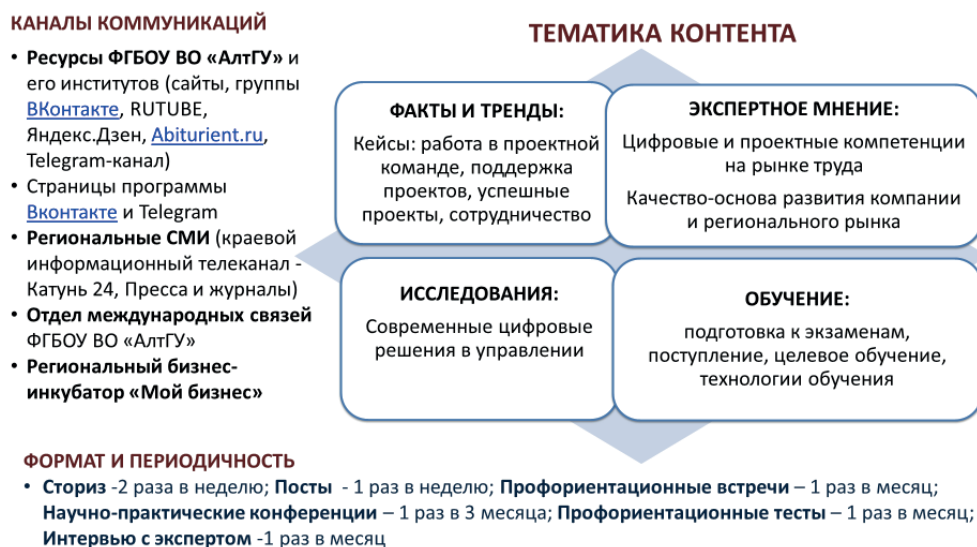 КАНАЛЫ КОММУНИКАЦИЙ
• Ресурсы ФГБОУ ВО «АлтГУ» и
его институтов (сайты, группы
ВКонтакте, RUTUBE,
Яндекс.Дзен, Abiturient.ru,
Telegram-канал)
• Страницы программы
Вконтакте и Telegram
• Региональные СМИ (краевой
информационный телеканал -
Катунь 24, Пресса и журналы)
• Отдел международных связей
ФГБОУ ВО «АлтГУ»
• Региональный бизнес-
инкубатор «Мой бизнес»
ТЕМАТИКА КОНТЕНТА
ФАКТЫ И ТРЕНДЫ:
Кейсы: работа в проектной
команде, поддержка
проектов, успешные
проекты, сотрудничество
ЭКСПЕРТНОЕ МНЕНИЕ:
Цифровые и проектные компетенции
на рынке труда
Качество-основа развития компании
и регионального рынка
ИССЛЕДОВАНИЯ:
Современные цифровые
решения в управлении
ОБУЧЕНИЕ:
подготовка к экзаменам,
поступление, целевое обучение,
технологии обучения
ФОРМАТ И ПЕРИОДИЧНОСТЬ
• Сториз -2 раза в неделю; Посты - 1 раз в неделю; Профориентационные встречи – 1 раз в месяц;
Научно-практические конференции – 1 раз в 3 месяца; Профориентационные тесты – 1 раз в месяц;
Интервью с экспертом -1 раз в месяц